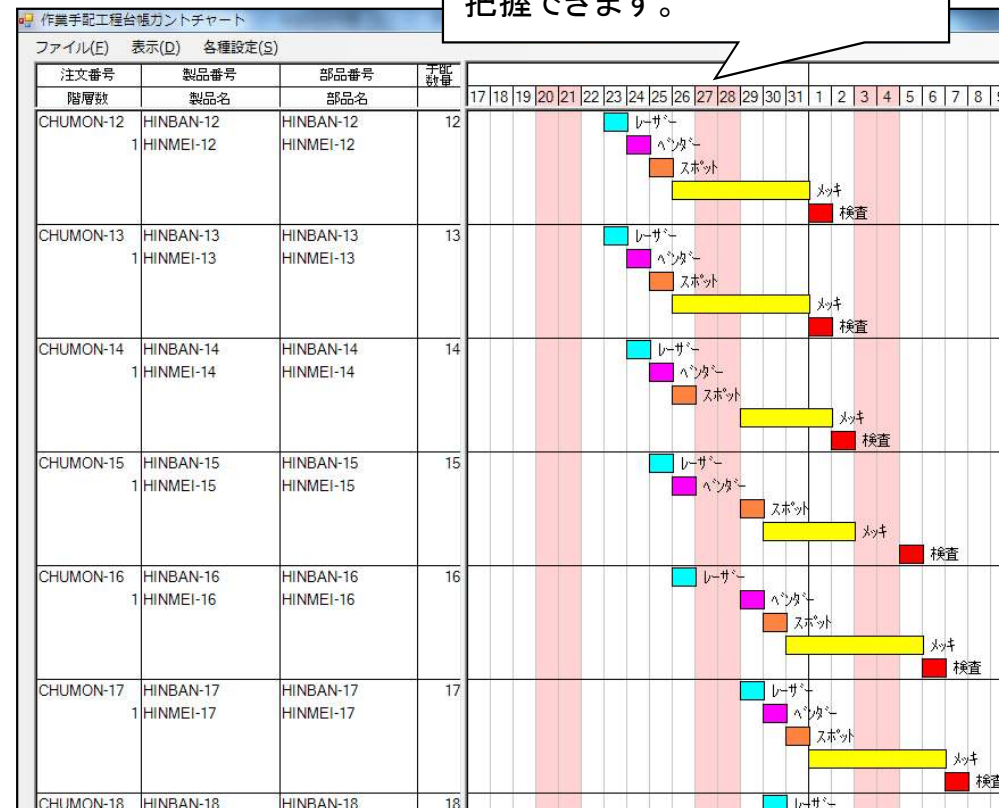 把握できます。
作業手配工程台帳ガントチャート
ファイル(F) 表示(D) 各種設定(S)
注文番号 製品番号 部品番号 手配数量
階層数 製品名 部品名
17 18 19 20 21 22 23 24 25 26 27 28 29 30 31 1 2 3 4 5 6 7 8
CHUMON-12 HINBAN-12 HINBAN-12 12 レーザー
1 HINMEI-12 HINMEI-12 ベンダー
スポット
メッキ
検査
CHUMON-13 HINBAN-13 HINBAN-13 13 レーザー
1 HINMEI-13 HINMEI-13 ベンダー
スポット
メッキ
検査
CHUMON-14 HINBAN-14 HINBAN-14 14 レーザー
1 HINMEI-14 HINMEI-14 ベンダー
スポット
メッキ
検査
CHUMON-15 HINBAN-15 HINBAN-15 15 レーザー
1 HINMEI-15 HINMEI-15 ベンダー
スポット
メッキ
検査
CHUMON-16 HINBAN-16 HINBAN-16 16 レーザー
1 HINMEI-16 HINMEI-16 ベンダー
スポット
メッキ
検査
CHUMON-17 HINBAN-17 HINBAN-17 17 レーザー
1 HINMEI-17 HINMEI-17 ベンダー
スポット
メッキ
検査
CHUMON-18 HINBAN-18 HINBAN-18 18 レーザー